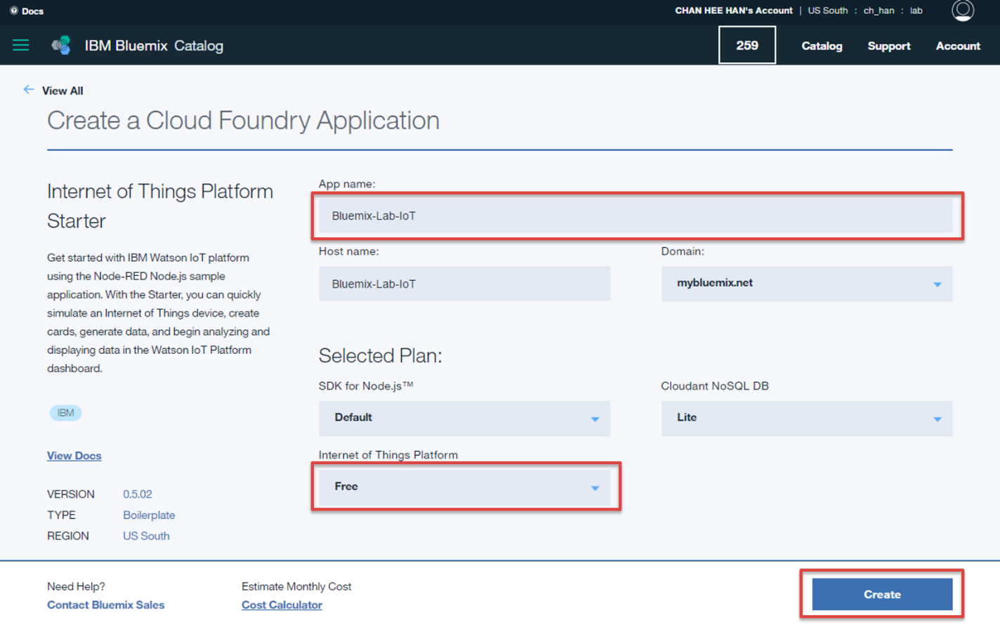 Docs
CHAN HEE HAN's Account | US South : ch_han : lab
IBM Bluemix Catalog
259
Catalog
Support
Account
View All
Create a Cloud Foundry Application
Internet of Things Platform
Starter
Get started with IBM Watson IoT platform
using the Node-RED Node.js sample
application. With the Starter, you can quickly
simulate an Internet of Things device, create
cards, generate data, and begin analyzing and
displaying data in the Watson IoT Platform
dashboard.
IBM
View Docs
VERSION 0.5.02
TYPE Boilerplate
REGION US South
App name:
Bluemix-Lab-IoT
Host name:
Bluemix-Lab-IoT
Domain:
mybluemix.net
Selected Plan:
SDK for Node.js™
Default
Cloudant NoSQL DB
Lite
Internet of Things Platform
Free
Need Help?
Contact Bluemix Sales
Estimate Monthly Cost
Cost Calculator
Create